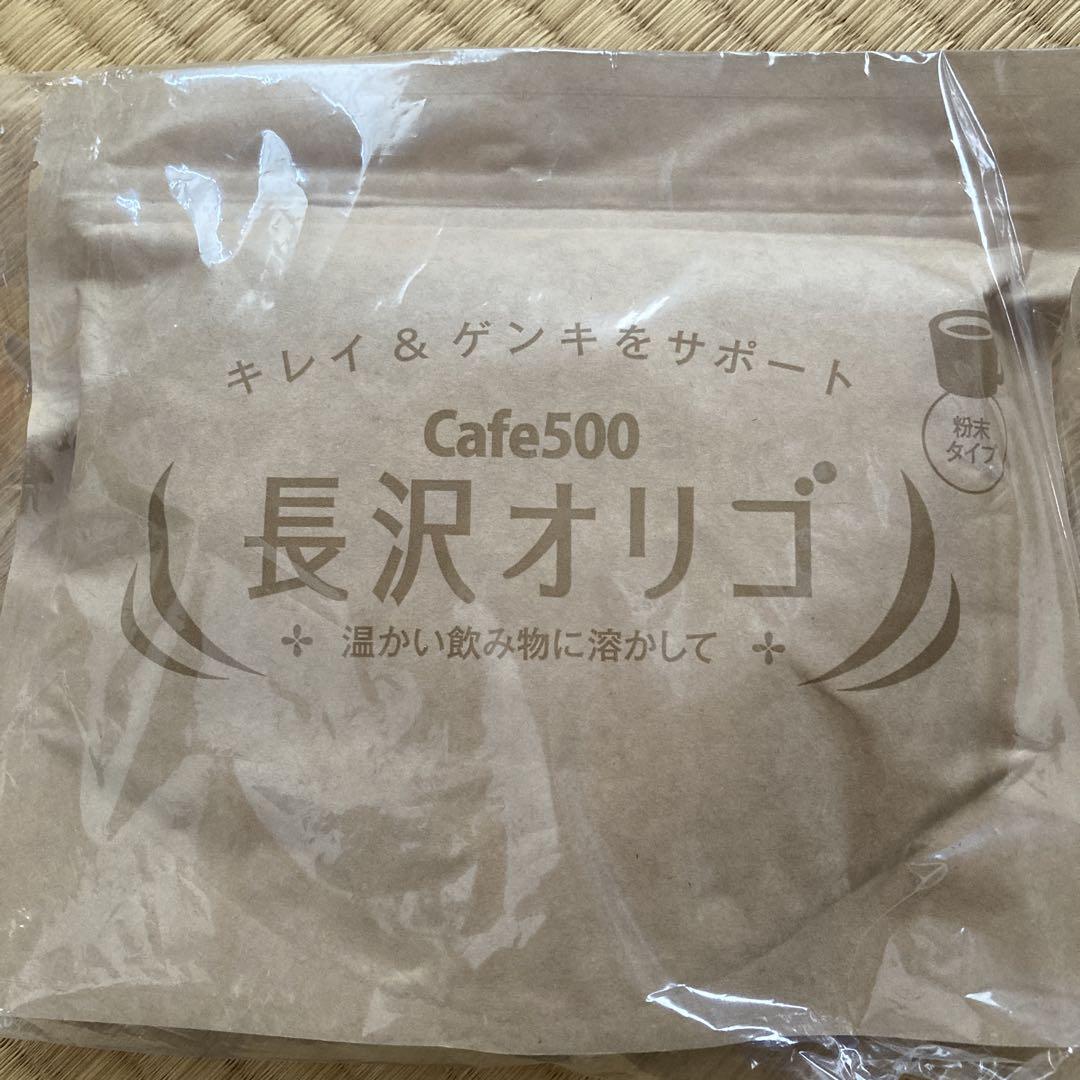 キレイ & ゲンキをサポート
Cafe500
粉末
タイプ
長沢オリゴ
温かい飲み物に溶かして